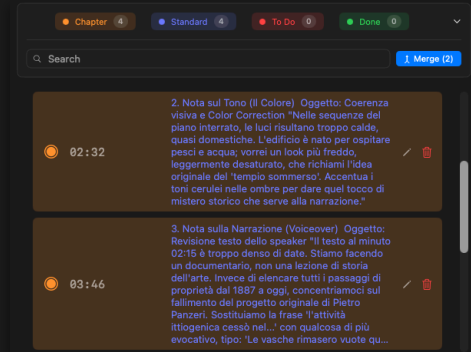 Chapter 4 Standard 4 To Do 0 Done 0
Search Merge (2)
2. Nota sul Tono (Il Colore) Oggetto: Coerenza
visiva e Color Correction "Nelle sequenze del
piano interrato, le luci risultano troppo calde,
quasi domestiche. L'edificio è nato per ospitare
pesci e acqua; vorrei un look più freddo,
02:32
leggermente desaturato, che richiami l'idea
originale del 'tempio sommerso'. Accentua i
toni cerulei nelle ombre per dare quel tocco di
mistero storico che serve alla narrazione."
3. Nota sulla Narrazione (Voiceover) Oggetto:
Revisione testo dello speaker "Il testo al minuto
02:15 è troppo denso di date. Stiamo facendo
un documentario, non una lezione di storia
dell'arte. Invece di elencare tutti i passaggi di
03:46
proprietà dal 1887 a oggi, concentriamoci sul
fallimento del progetto originale di Pietro
Panzeri. Sostituiamo la frase 'l'attività
ittiogenica cessò nel...' con qualcosa di più
evocativo, tipo: 'Le vasche rimasero vuote qu...